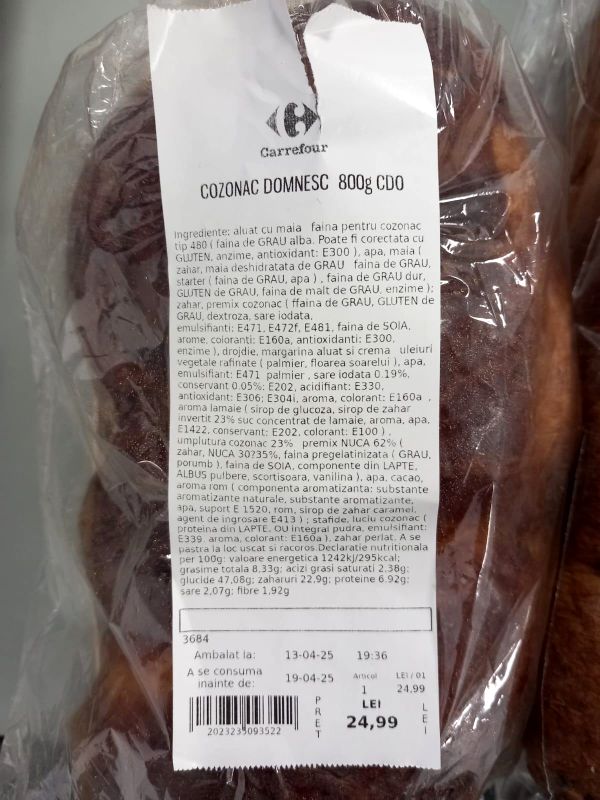 Carrefour
COZONAC DOMNESC 800g CDO
Ingrediente: aluat cu maia faina pentru cozonac
tip 480 ( faina de GRAU alba. Poate fi corectata cu
GLUTEN, anzime, antioxidant: E300 ), apa, maia (
zahar, maia deshidratata de GRAU faina de GRAU,
starter ( faina de GRAU, apa ) , faina de GRAU dur,
GLUTEN de GRAU, faina de malt de GRAU, enzime );
zahar, premix cozonac ( ffaina de GRAU, GLUTEN de
GRAU, dextroza, sare iodata,
emulsifianti: E471, E472f, E481, faina de SOIA,
arome, coloranti: E160a, antioxidanti: E300,
enzime ), drojdie, margarina aluat si crema uleiuri
vegetale rafinate ( palmier, floarea soarelui ), apa,
emulsifiant: E471 palmier , sare iodata 0.19%,
conservant 0.05%: E202, acidifiant: E330,
antioxidant: E306; E304i, aroma, colorant: E160a ,
aroma lamaie ( sirop de glucoza, sirop de zahar
invertit 23% suc concentrat de lamaie, aroma, apa,
E1422, conservant: E202, colorant: E100 ) ,
umplutura cozonac 23% premix NUCA 62% (
zahar, NUCA 30?35%, faina pregelatinizata ( GRAU,
porumb ), faina de SOIA, componente din LAPTE,
ALBUS pulbere, scortisoara, vanilina ), apa, cacao,
aroma rom ( componenta aromatizanta: substante
aromatizante naturale, substante aromatizante,
apa, suport E 1520, rom, sirop de zahar caramel,
agent de ingrosare E413 ) ; stafide, luciu cozonac (
proteina din LAPTE, OU integral pudra, emulsifiant:
E339, aroma, colorant: E160a ), zahar perlat. A se
pastra la loc uscat si racoros.Declaratie nutritionala
per 100g: valoare energetica 1242kJ/295kcal;
grasime totala 8,33g; acizi grasi saturati 2,38g;
glucide 47,08g; zaharuri 22,9g; proteine 6.92g;
sare 2,07g; fibre 1,92g
3684
Ambalat la: 13-04-25 19:36
A se consuma
inainte de: 19-04-25
Articol LEI / 01
1 24,99
PRET LEI LEI
24,99